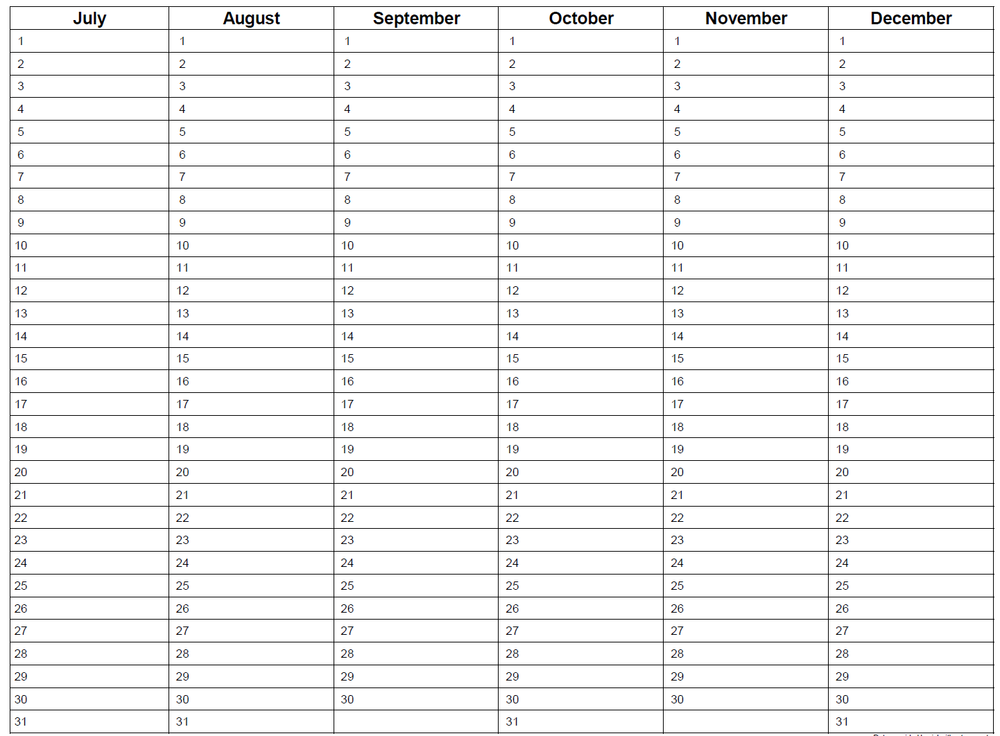 July August September October November December
1 1 1 1 1 1
2 2 2 2 2 2
3 3 3 3 3 3
4 4 4 4 4 4
5 5 5 5 5 5
6 6 6 6 6 6
7 7 7 7 7 7
8 8 8 8 8 8
9 9 9 9 9 9
10 10 10 10 10 10
11 11 11 11 11 11
12 12 12 12 12 12
13 13 13 13 13 13
14 14 14 14 14 14
15 15 15 15 15 15
16 16 16 16 16 16
17 17 17 17 17 17
18 18 18 18 18 18
19 19 19 19 19 19
20 20 20 20 20 20
21 21 21 21 21 21
22 22 22 22 22 22
23 23 23 23 23 23
24 24 24 24 24 24
25 25 25 25 25 25
26 26 26 26 26 26
27 27 27 27 27 27
28 28 28 28 28 28
29 29 29 29 29 29
30 30 30 30 30 30
31 31 31 31